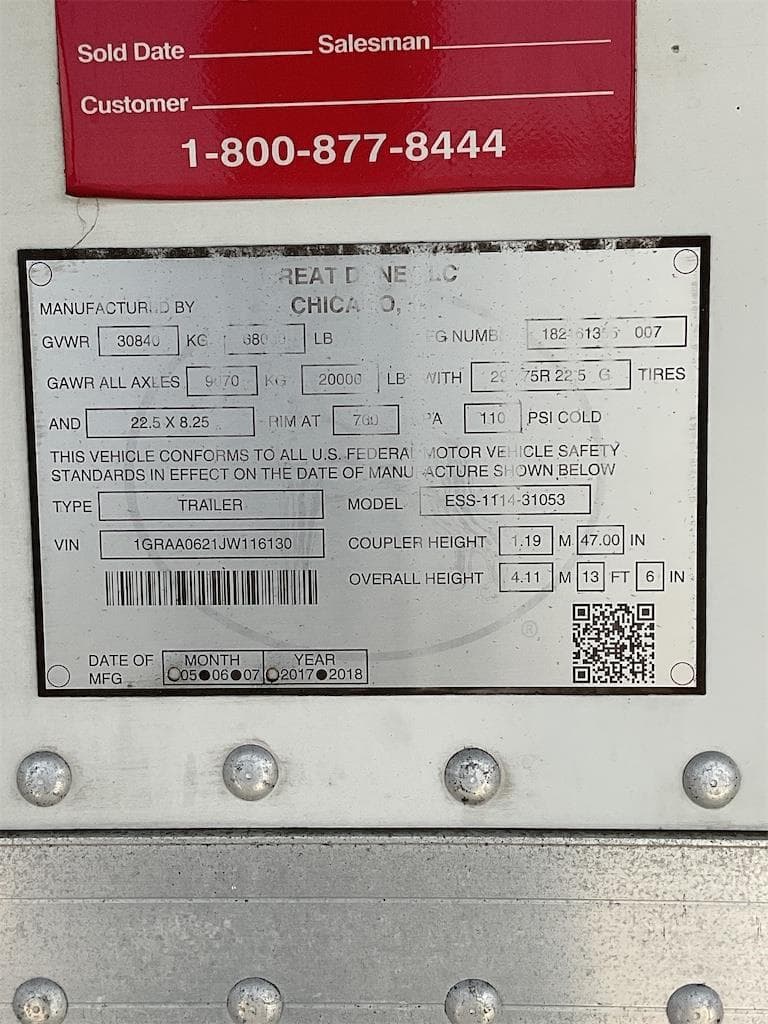 Sold Date Salesman
Customer
1-800-877-8444
MANUFACTURED BY
CHICAGO,
GVWR 30840 KG LB
GAWR ALL AXLES 9070 KG 20000 LB WITH TIRES
AND 22.5 X 8.25 RIM AT 760 110 PSI COLD
THIS VEHICLE CONFORMS TO ALL U.S. FEDERAL MOTOR VEHICLE SAFETY
STANDARDS IN EFFECT ON THE DATE OF MANUFACTURE SHOWN BELOW
TYPE TRAILER MODEL ESS-1114-31053
VIN 1GRAA0621JW116130 COUPLER HEIGHT 1.19 M 47.00 IN
OVERALL HEIGHT 4.11 M 13 FT 6 IN
®
DATE OF MONTH YEAR
MFG 05 06 07 2017 2018